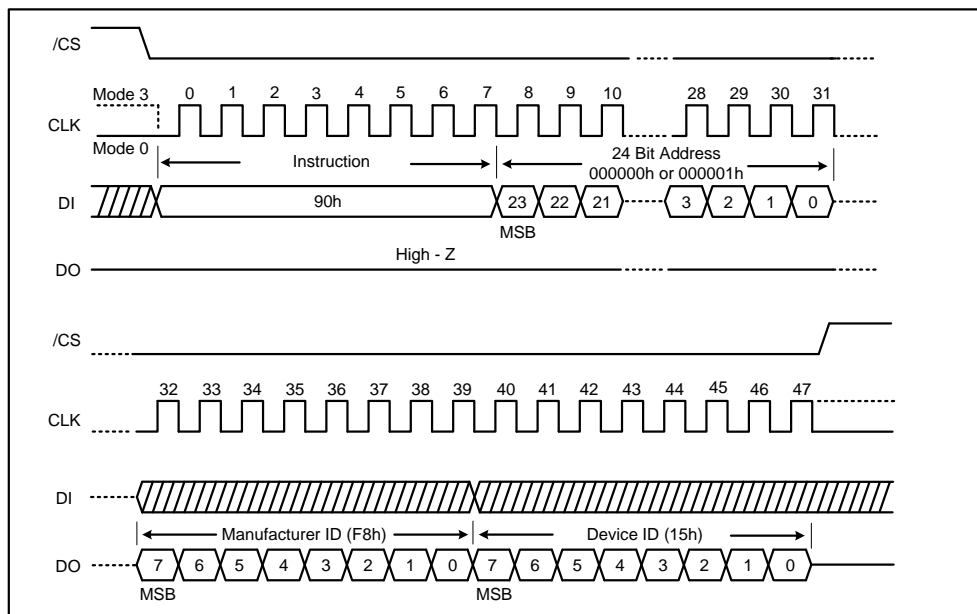 /CS
Mode 3 0 1 2 3 4 5 6 7 8 9 10 28 29 30 31
CLK
Mode 0
Instruction 24 Bit Address
000000h or 000001h
DI 90h 23 22 21 3 2 1 0
MSB
High - Z
DO
/CS
32 33 34 35 36 37 38 39 40 41 42 43 44 45 46 47
CLK
DI
Manufacturer ID (F8h) Device ID (15h)
DO 7 6 5 4 3 2 1 0 7 6 5 4 3 2 1 0
MSB MSB